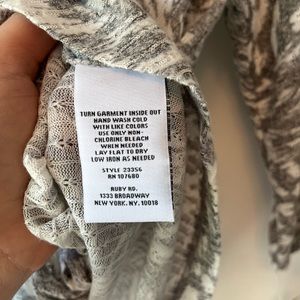 TURN GARMENT INSIDE OUT
HAND WASH COLD
WITH LIKE COLORS
USE ONLY NON-
CHLORINE BLEACH
WHEN NEEDED
LAY FLAT TO DRY
LOW IRON AS NEEDED
STYLE 23356
RN 107680
RUBY RD.
1333 BROADWAY
NEW YORK, NY. 10018